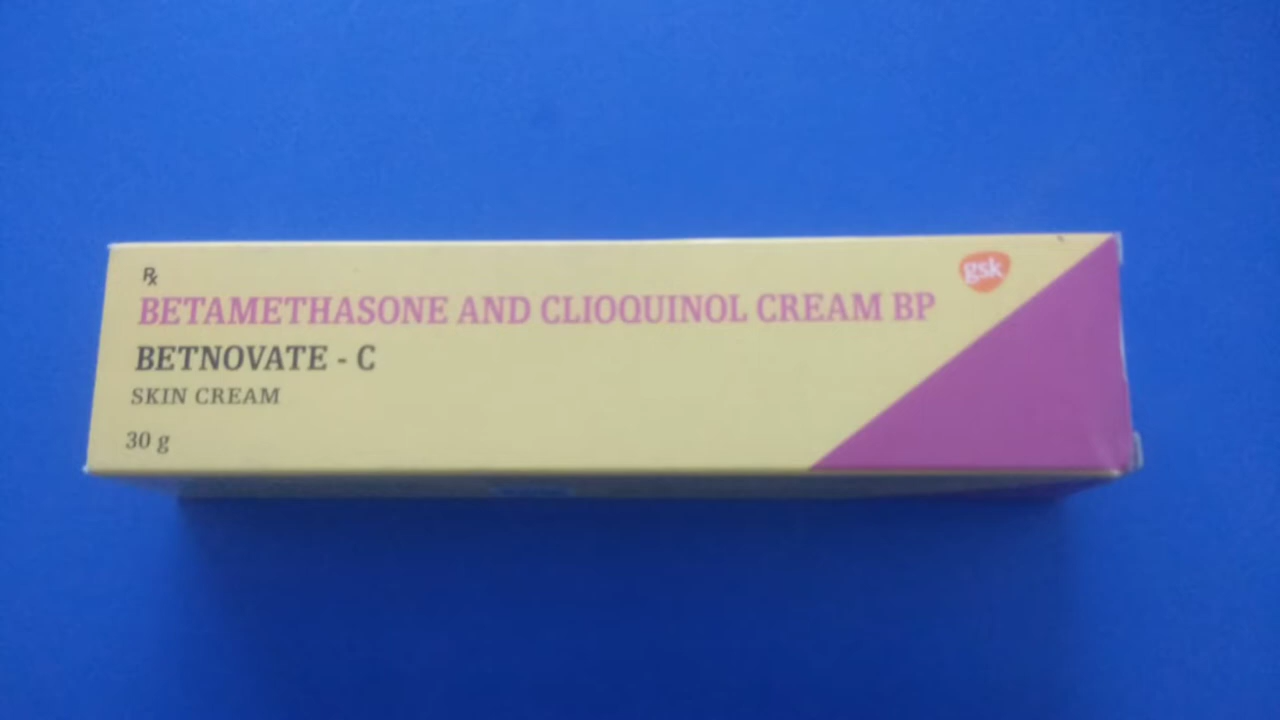 ℞
BETAMETHASONE AND CLIOQUINOL CREAM BP
BETNOVATE - C
SKIN CREAM
30 g
gsk